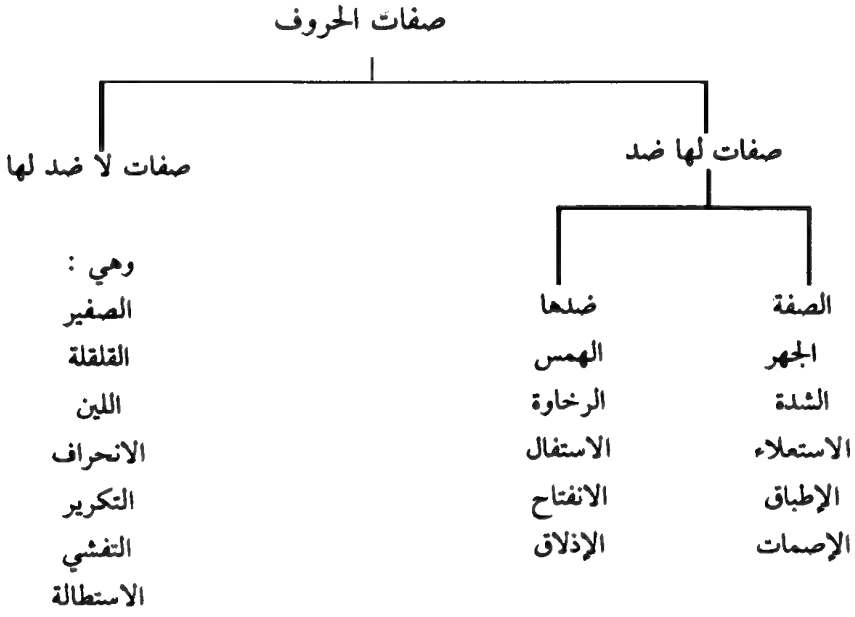 صفات الحروف
صفات لها ضد
صفات لا ضد لها
الصفة ضدها
الجهر الهمس
الشدة الرخاوة
الاستعلاء الاستفال
الإطباق الانفتاح
الإصمات الإذلاق
وهي :
الصفير
القلقلة
اللين
الانحراف
التكرير
التفشي
الاستطالة